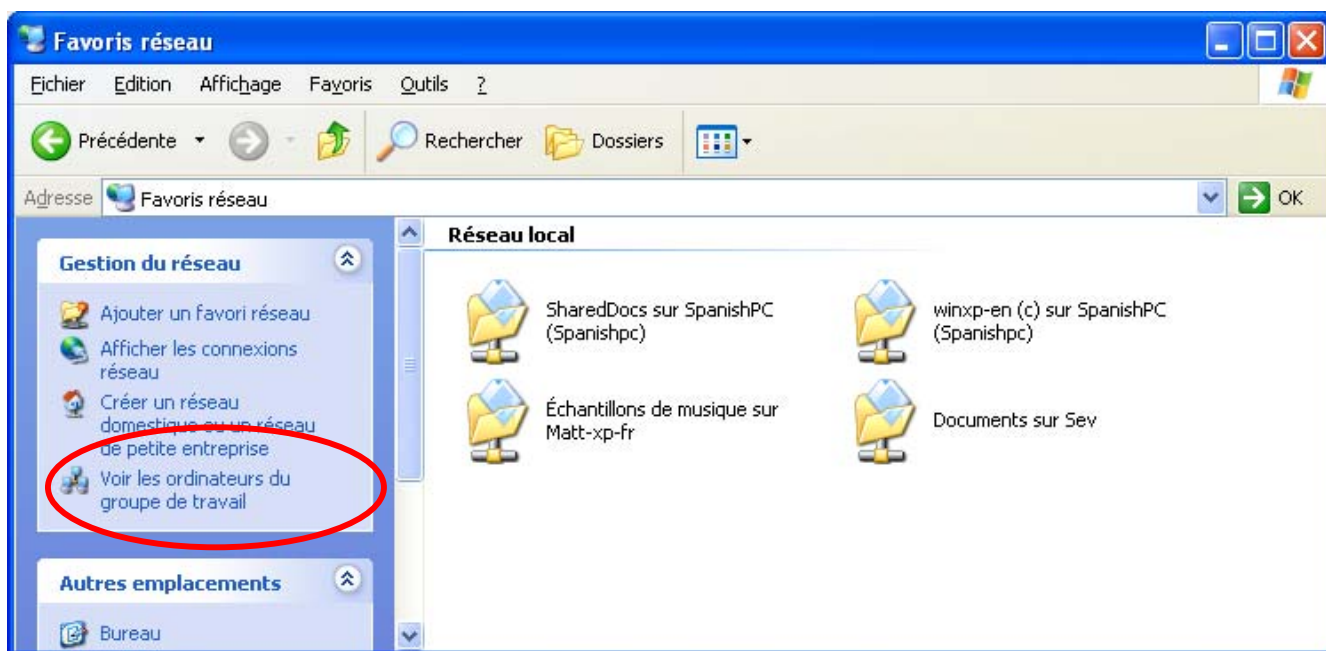 Favoris réseau
Fichier Edition Affichage Favoris Outils ?
Précédente Rechercher Dossiers
Adresse Favoris réseau OK
Gestion du réseau
Ajouter un favori réseau
Afficher les connexions
réseau
Créer un réseau
domestique ou un réseau
de petite entreprise
Voir les ordinateurs du
groupe de travail
Autres emplacements
Bureau
Réseau local
SharedDocs sur SpanishPC
(Spanishpc)
winxp-en (c) sur SpanishPC
(Spanishpc)
Échantillons de musique sur
Matt-xp-fr
Documents sur Sev